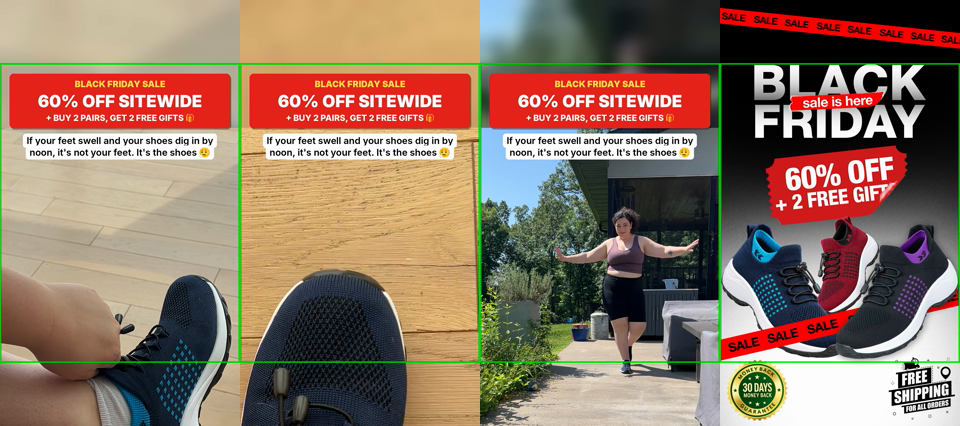 BLACK FRIDAY SALE
60% OFF SITEWIDE
+ BUY 2 PAIRS, GET 2 FREE GIFTS 🎁
If your feet swell and your shoes dig in by
noon, it's not your feet. It's the shoes 😮‍💨
BLACK FRIDAY SALE
60% OFF SITEWIDE
+ BUY 2 PAIRS, GET 2 FREE GIFTS 🎁
If your feet swell and your shoes dig in by
noon, it's not your feet. It's the shoes 😮‍💨
BLACK FRIDAY SALE
60% OFF SITEWIDE
+ BUY 2 PAIRS, GET 2 FREE GIFTS 🎁
If your feet swell and your shoes dig in by
noon, it's not your feet. It's the shoes 😮‍💨
SALE SALE SALE SALE SALE SALE SALE
BLACK
sale is here
FRIDAY
60% OFF
+ 2 FREE GIFT
SALE SALE SALE SALE
MONEY BACK
30 DAYS
MONEY BACK
GUARANTEE
FREE
SHIPPING
FOR ALL ORDERS